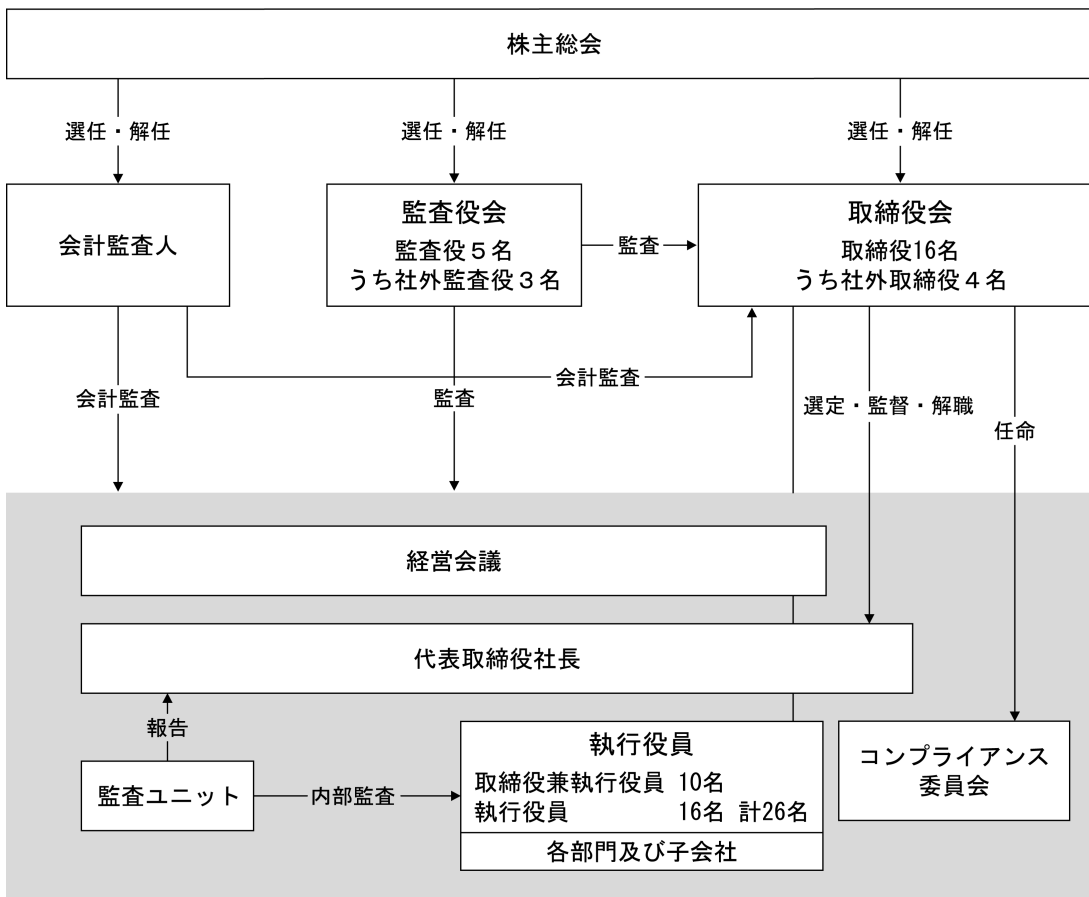 株主総会
選任・解任
選任・解任
選任・解任
会計監査人
監査役会
監査役５名
うち社外監査役３名
監査
取締役会
取締役16名
うち社外取締役４名
会計監査
監査
会計監査
選定・監督・解職
任命
経営会議
代表取締役社長
報告
監査ユニット
内部監査
執行役員
取締役兼執行役員 10名
執行役員 16名 計26名
各部門及び子会社
コンプライアンス
委員会